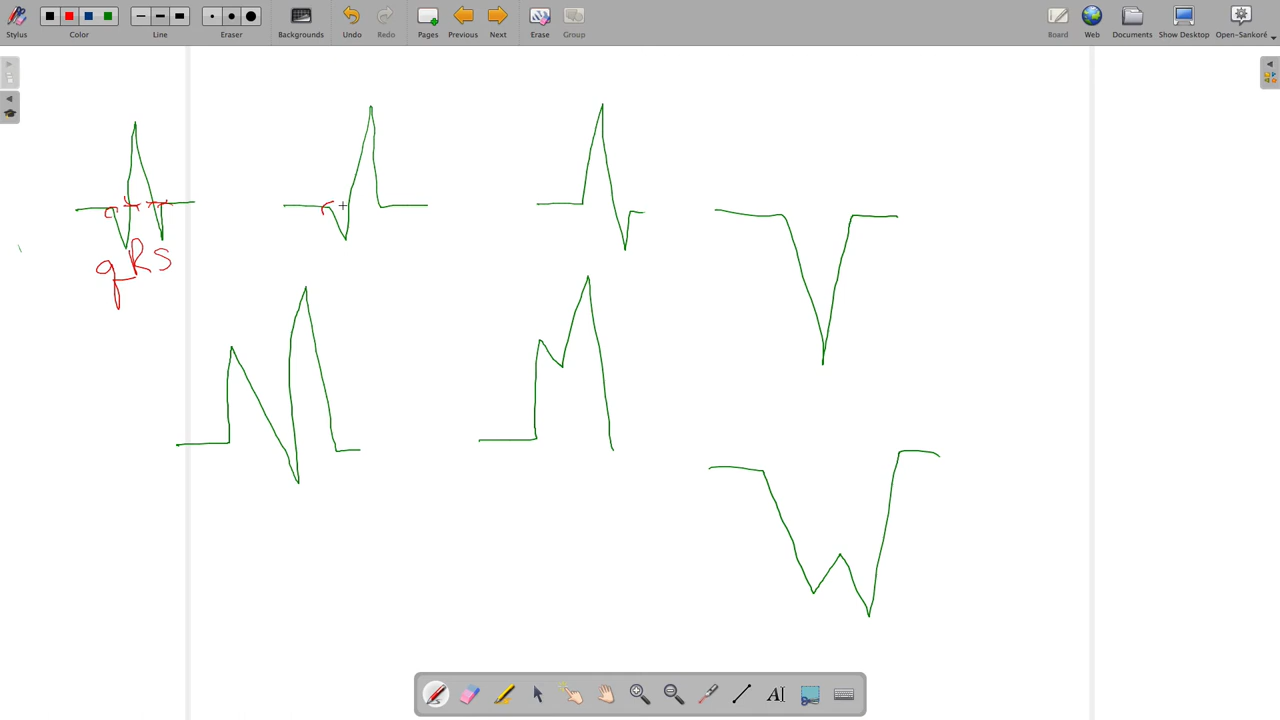 Stylus Color Line Eraser Backgrounds Undo Redo Pages Previous Next Erase Group Board Web Documents Show Desktop Open-Sankoré
qRs